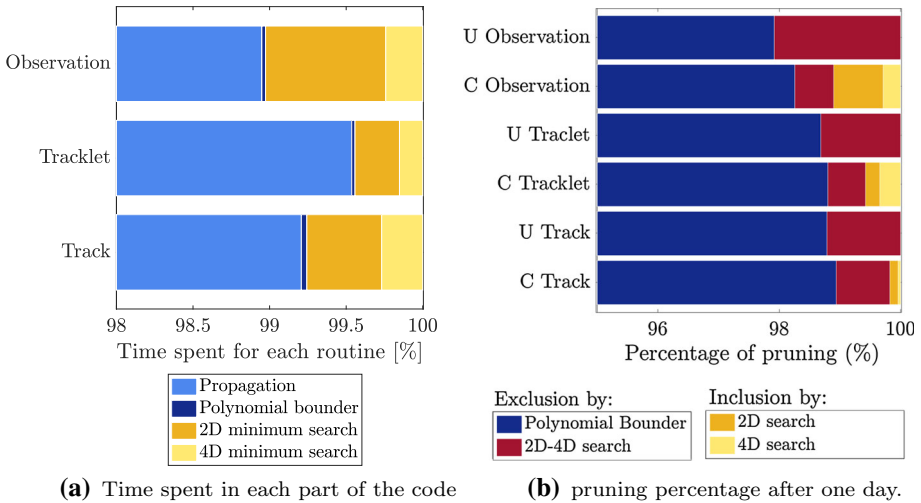 Observation
Tracklet
Track
98 98.5 99 99.5 100
Time spent for each routine [%]
Propagation
Polynomial bounder
2D minimum search
4D minimum search
(a) Time spent in each part of the code
U Observation
C Observation
U Traclet
C Tracklet
U Track
C Track
96 98 100
Percentage of pruning (%)
Exclusion by:
Polynomial Bounder
2D-4D search
Inclusion by:
2D search
4D search
(b) pruning percentage after one day.